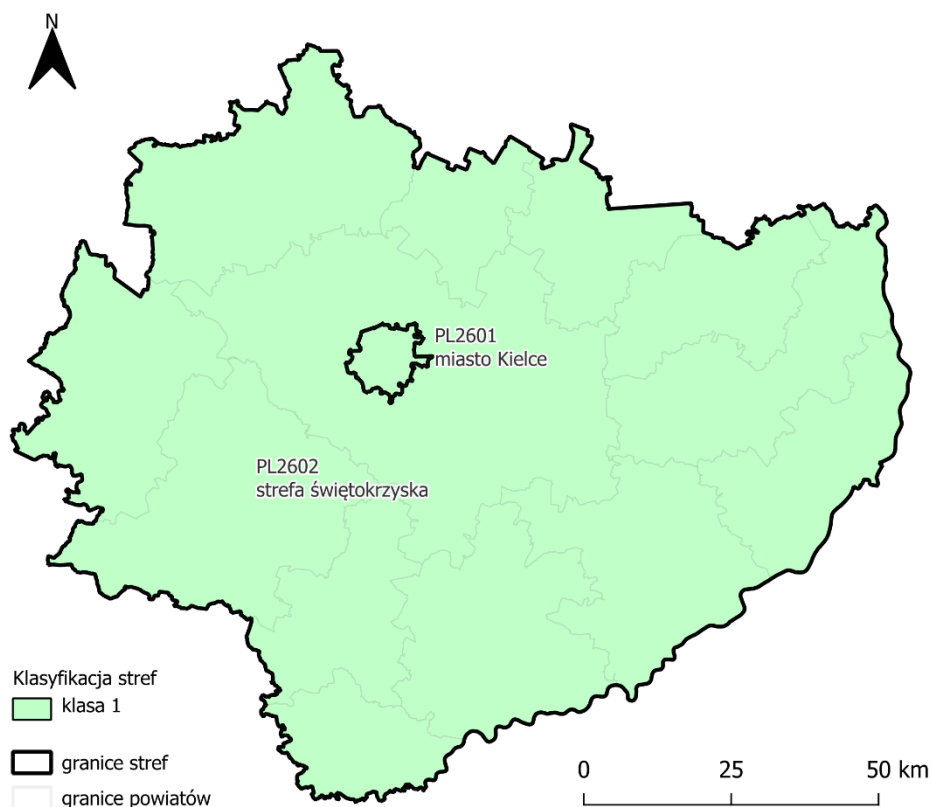 N
PL2601
miasto Kielce
PL2602
strefa świętokrzyska
Klasyfikacja stref
klasa 1
granice stref
granice powiatów
0 25 50 km